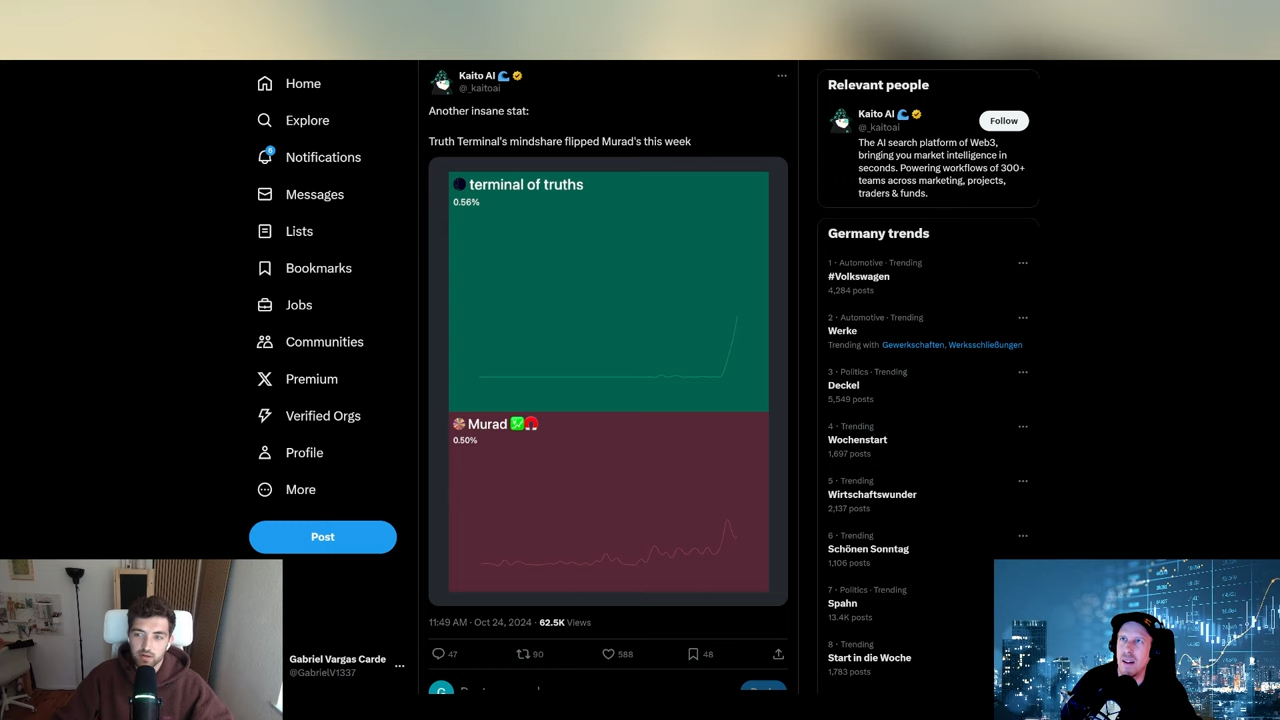 Home
Explore
6
Notifications
Messages
Lists
Bookmarks
Jobs
Communities
Premium
Verified Orgs
Profile
More
Post
Gabriel Vargas Carde
@GabrielV1337
Kaito AI
@_kaitoai
Another insane stat:
Truth Terminal's mindshare flipped Murad's this week
terminal of truths
0.56%
Murad
0.50%
11:49 AM · Oct 24, 2024 · 62.5K Views
47
90
588
48
Relevant people
Kaito AI
@_kaitoai
Follow
The AI search platform of Web3,
bringing you market intelligence in
seconds. Powering workflows of 300+
teams across marketing, projects,
traders & funds.
Germany trends
1 · Automotive · Trending
#Volkswagen
4,284 posts
2 · Automotive · Trending
Werke
Trending with Gewerkschaften, Werksschließungen
3 · Politics · Trending
Deckel
5,549 posts
4 · Trending
Wochenstart
1,697 posts
5 · Trending
Wirtschaftswunder
2,137 posts
6 · Trending
Schönen Sonntag
1,106 posts
7 · Politics · Trending
Spahn
13.4K posts
8 · Trending
Start in die Woche
1,783 posts